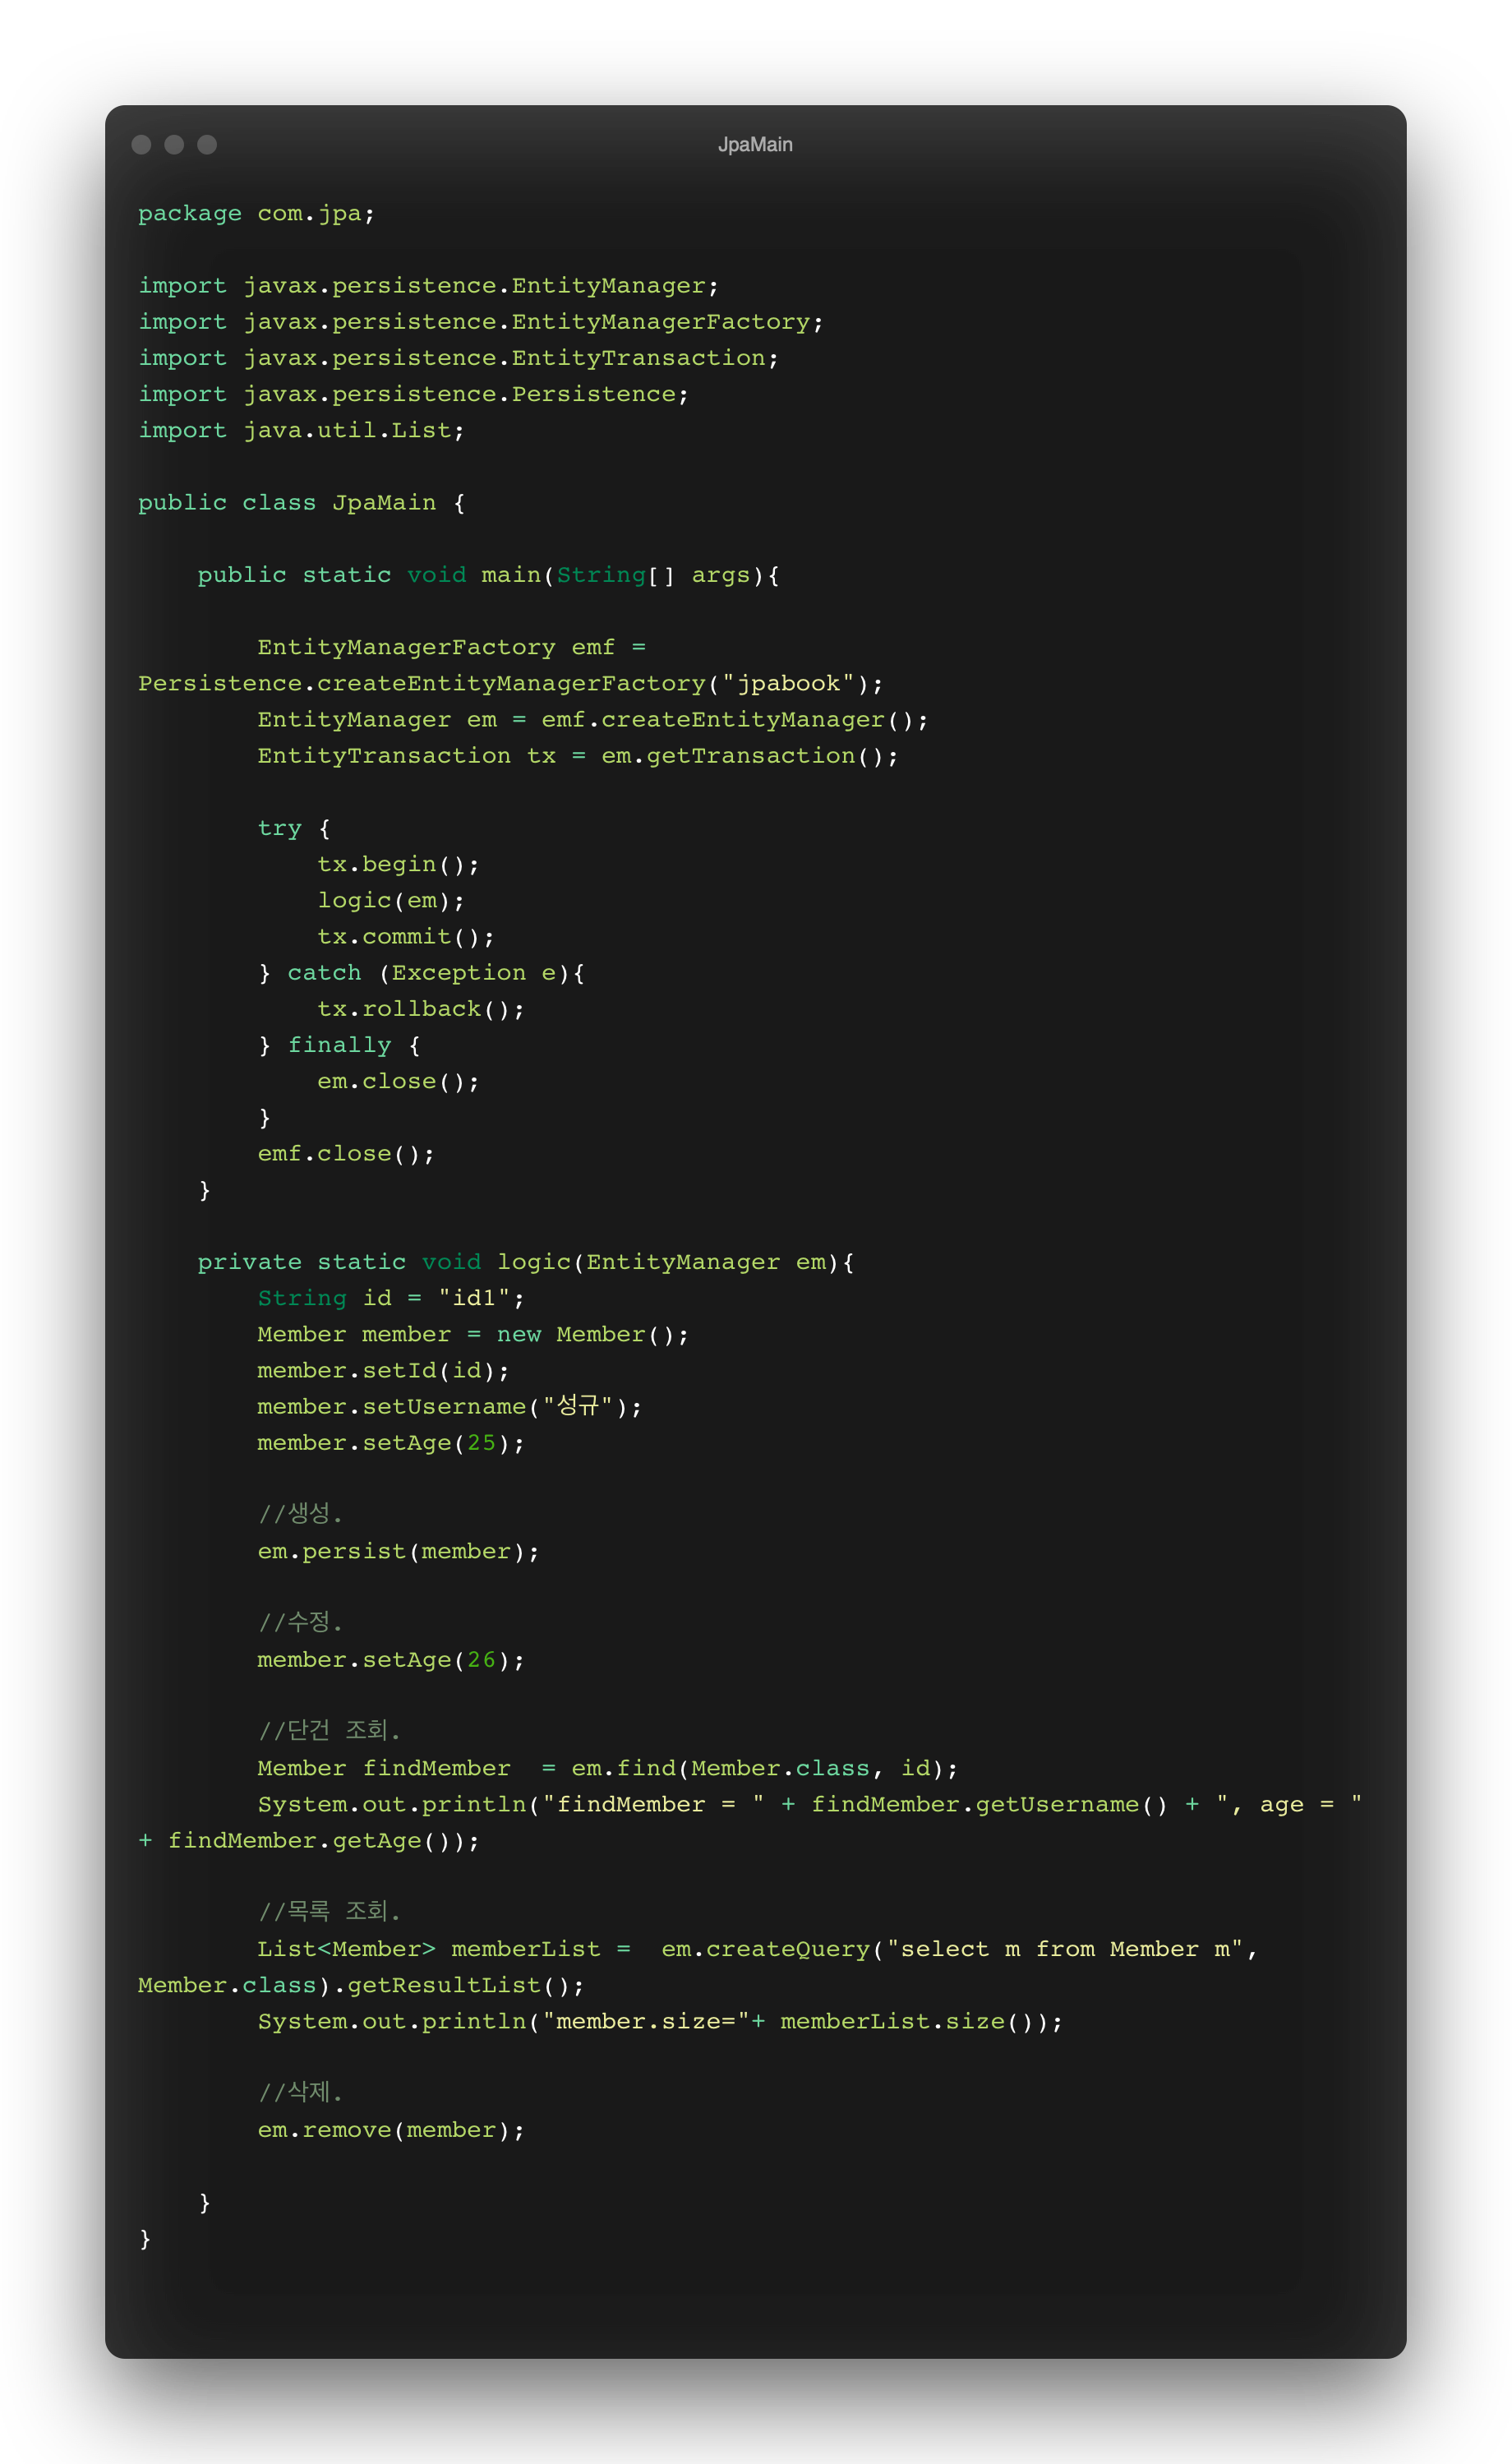 JpaMain
package com.jpa;
import javax.persistence.EntityManager;
import javax.persistence.EntityManagerFactory;
import javax.persistence.EntityTransaction;
import javax.persistence.Persistence;
import java.util.List;
public class JpaMain {
    public static void main(String[] args){
        EntityManagerFactory emf =
Persistence.createEntityManagerFactory("jpabook");
        EntityManager em = emf.createEntityManager();
        EntityTransaction tx = em.getTransaction();
        try {
            tx.begin();
            logic(em);
            tx.commit();
        } catch (Exception e){
            tx.rollback();
        } finally {
            em.close();
        }
        emf.close();
    }
    private static void logic(EntityManager em){
        String id = "id1";
        Member member = new Member();
        member.setId(id);
        member.setUsername("성규");
        member.setAge(25);
        //생성.
        em.persist(member);
        //수정.
        member.setAge(26);
        //단건 조회.
        Member findMember  = em.find(Member.class, id);
        System.out.println("findMember = " + findMember.getUsername() + ", age = "
+ findMember.getAge());
        //목록 조회.
        List<Member> memberList =  em.createQuery("select m from Member m",
Member.class).getResultList();
        System.out.println("member.size="+ memberList.size());
        //삭제.
        em.remove(member);
    }
}